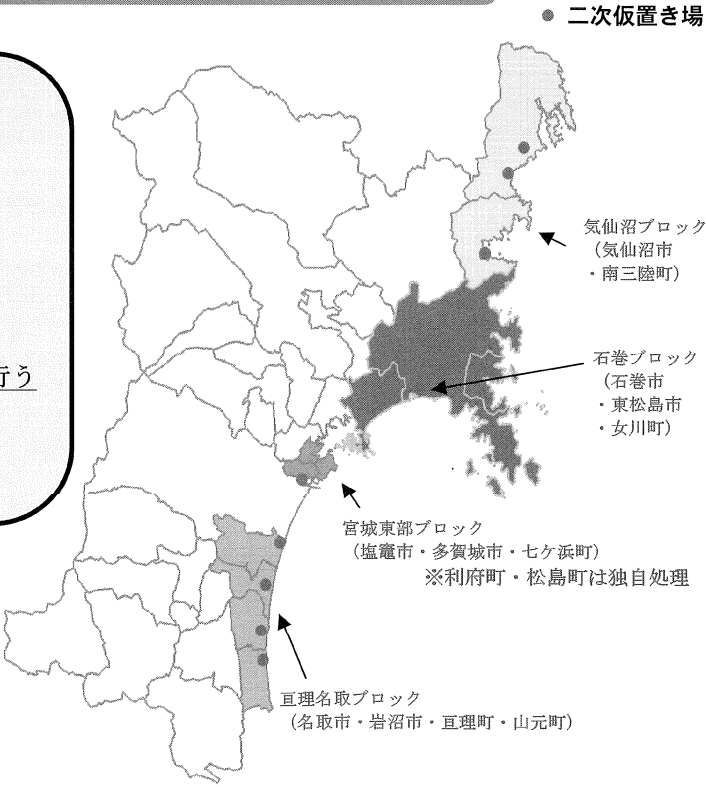 ● 二次仮置き場
気仙沼ブロック
（気仙沼市
・南三陸町）
行う
石巻ブロック
（石巻市
・東松島市
・女川町）
宮城東部ブロック
（塩竈市・多賀城市・七ケ浜町）
※利府町・松島町は独自処理
亘理名取ブロック
（名取市・岩沼市・亘理町・山元町）